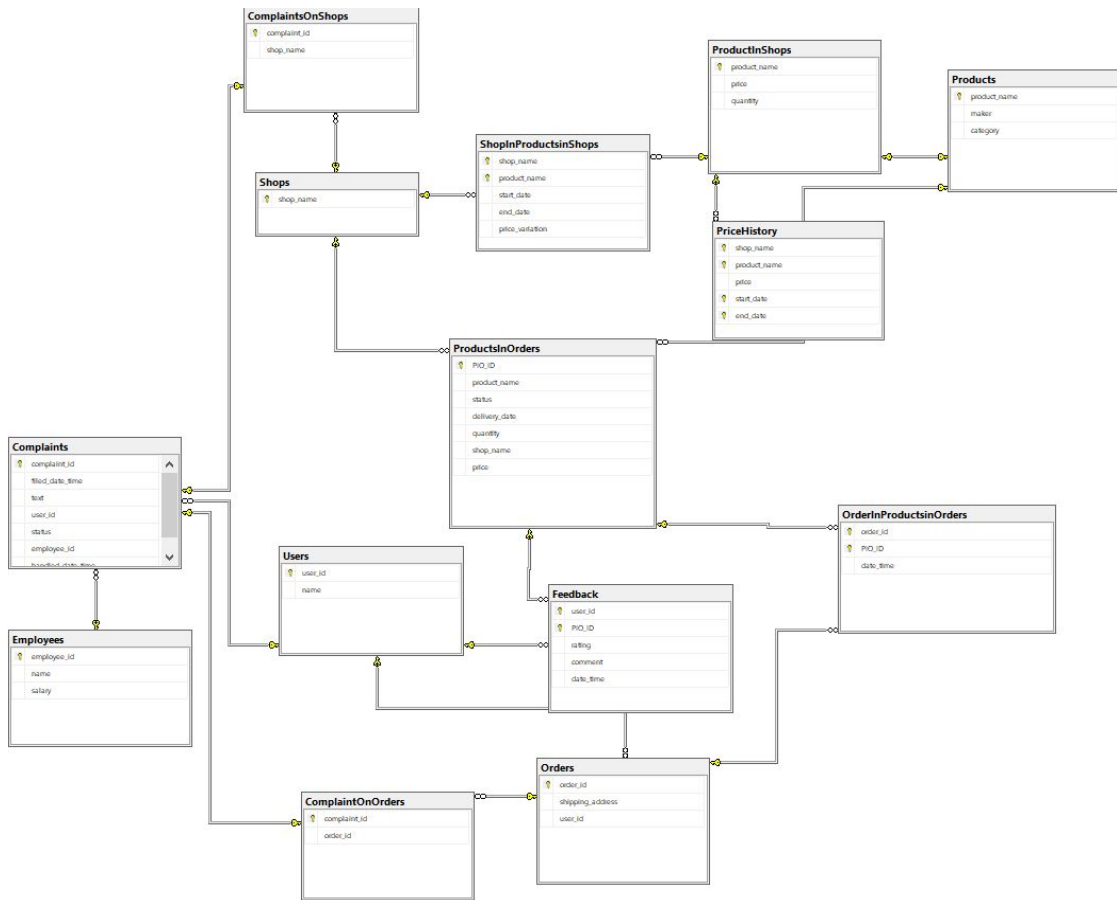 ComplaintsOnShops
complaint_id
shop_name
ProductInShops
product_name
price
quantity
Products
product_name
maker
category
ShopInProductsinShops
shop_name
product_name
start_date
end_date
price_variation
Shops
shop_name
PriceHistory
shop_name
product_name
price
start_date
end_date
ProductsInOrders
PIO_ID
product_name
status
delivery_date
quantity
shop_name
price
Complaints
complaint_id
filed_date_time
text
user_id
status
employee_id
handled_date_time
OrderInProductsinOrders
order_id
PIO_ID
date_time
Users
user_id
name
Feedback
user_id
PIO_ID
rating
comment
date_time
Employees
employee_id
name
salary
Orders
order_id
shipping_address
user_id
ComplaintOnOrders
complaint_id
order_id